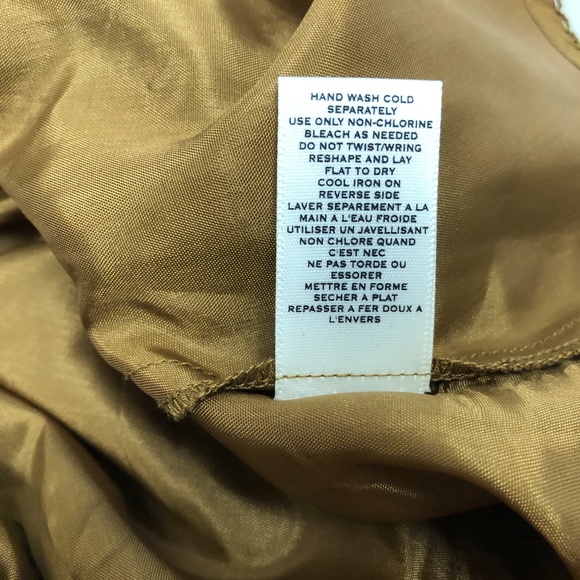 HAND WASH COLD
SEPARATELY
USE ONLY NON-CHLORINE
BLEACH AS NEEDED
DO NOT TWIST/WRING
RESHAPE AND LAY
FLAT TO DRY
COOL IRON ON
REVERSE SIDE
LAVER SEPAREMENT A LA
MAIN A L'EAU FROIDE
UTILISER UN JAVELLISANT
NON CHLORE QUAND
C'EST NEC
NE PAS TORDE OU
ESSORER
METTRE EN FORME
SECHER A PLAT
REPASSER A FER DOUX A
L'ENVERS